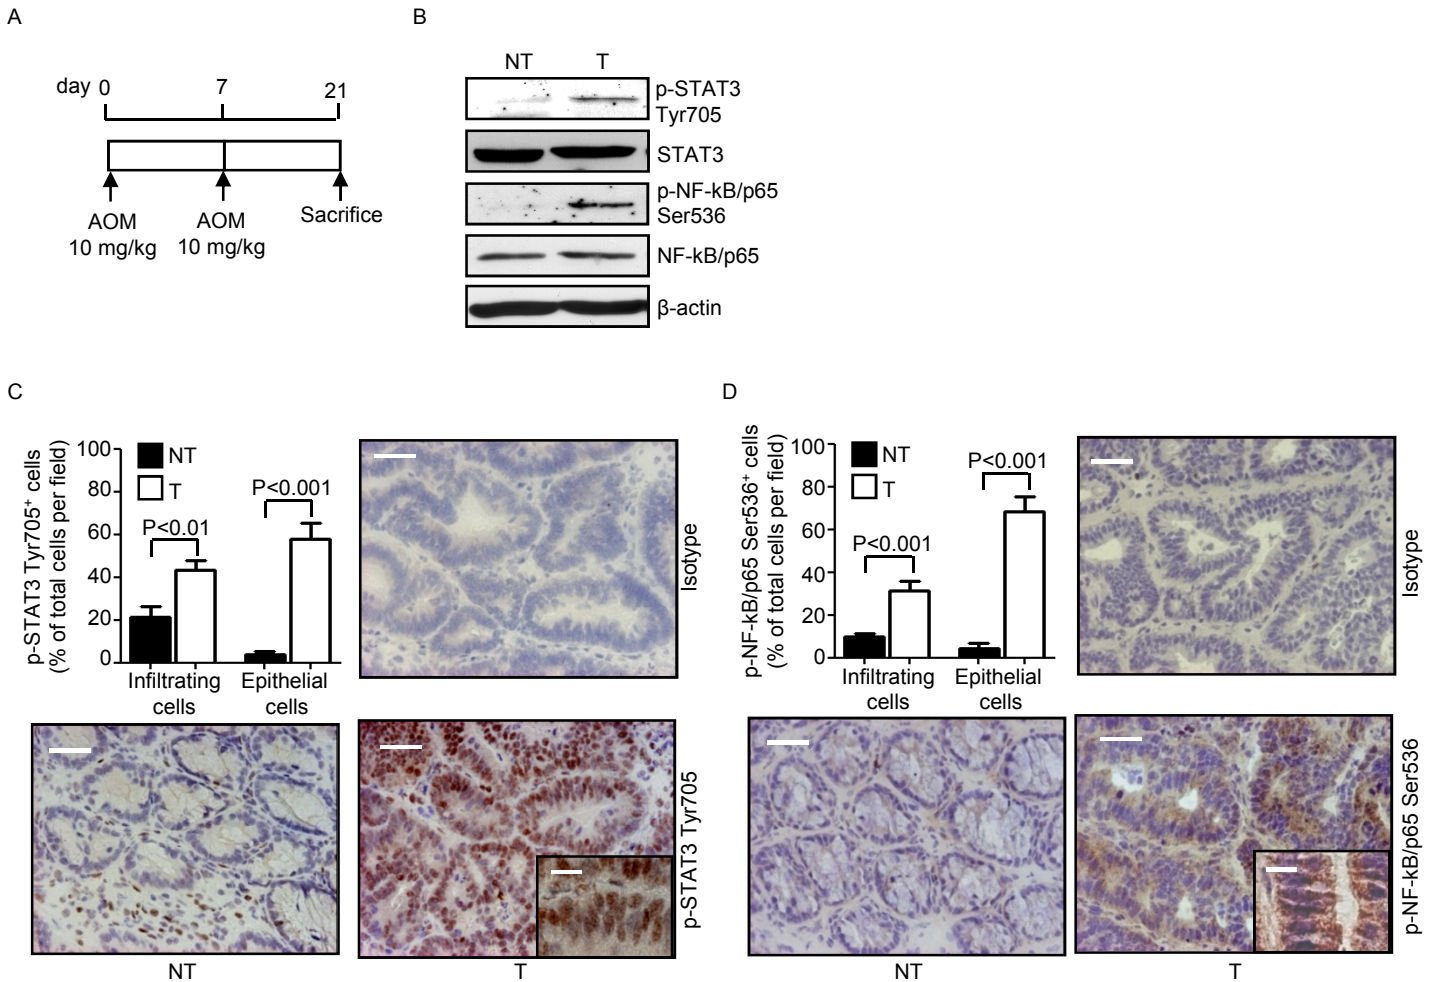 A
day 0 7 21
AOM
10 mg/kg
AOM
10 mg/kg
Sacrifice
B
NT T
p-STAT3
Tyr705
STAT3
p-NF-kB/p65
Ser536
NF-kB/p65
β-actin
C
p-STAT3 Tyr705+ cells
(% of total cells per field)
100
80
60
40
20
0
NT
T
P<0.01
P<0.001
Infiltrating
cells
Epithelial
cells
Isotype
NT
T
p-STAT3 Tyr705
D
p-NF-kB/p65 Ser536+ cells
(% of total cells per field)
100
80
60
40
20
0
NT
T
P<0.001
P<0.001
Infiltrating
cells
Epithelial
cells
Isotype
NT
T
p-NF-kB/p65 Ser536